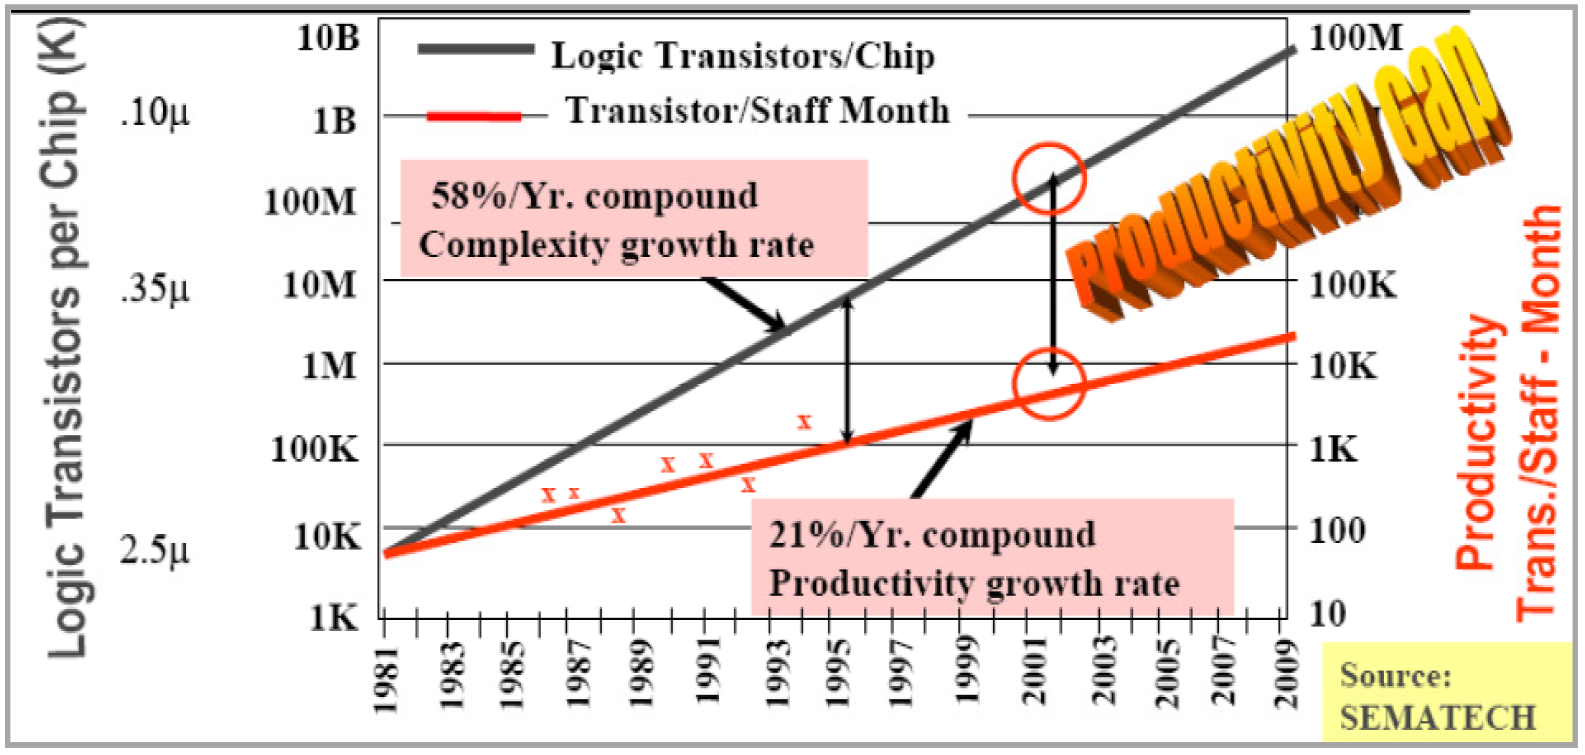 Logic Transistors per Chip (K)
.10µ
.35µ
2.5µ
10B
1B
100M
10M
1M
100K
10K
1K
Logic Transistors/Chip
Transistor/Staff Month
58%/Yr. compound
Complexity growth rate
x
x
x
x
x
x
x
21%/Yr. compound
Productivity growth rate
Productivity Gap
100M
100K
10K
1K
100
10
Productivity
Trans./Staff - Month
1981
1983
1985
1987
1989
1991
1993
1995
1997
1999
2001
2003
2005
2007
2009
Source:
SEMATECH